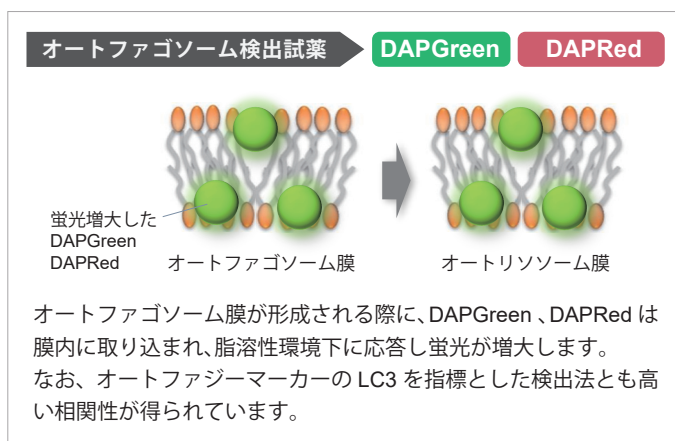 オートファゴソーム検出試薬 DAPGreen DAPRed
蛍光増大した
DAPGreen
DAPRed
オートファゴソーム膜 オートリソソーム膜
オートファゴソーム膜が形成される際に、DAPGreen 、DAPRed は
膜内に取り込まれ、脂溶性環境下に応答し蛍光が増大します。
なお、オートファジーマーカーの LC3 を指標とした検出法とも高
い相関性が得られています。